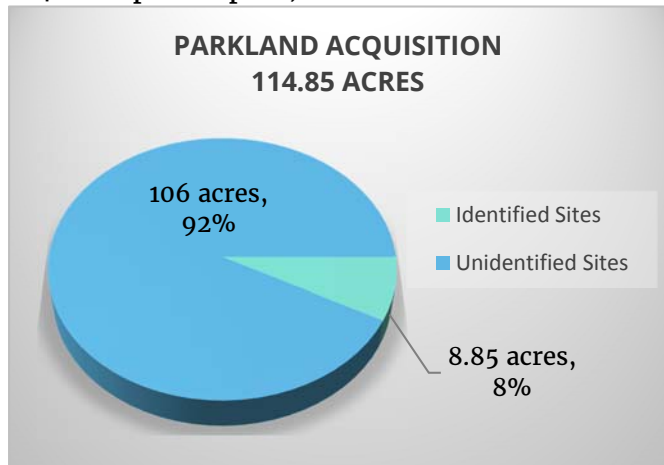 PARKLAND ACQUISITION
114.85 ACRES
106 acres,
92%
Identified Sites
Unidentified Sites
8.85 acres,
8%